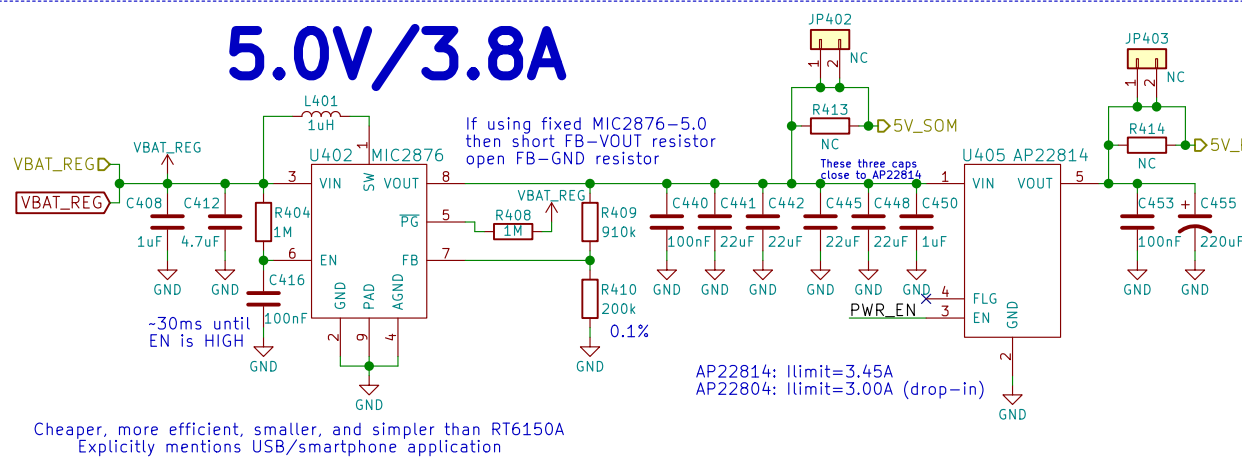 5.0V/3.8A
JP402
1
2
NC
JP403
1
2
NC
L401
1uH
If using fixed MIC2876-5.0
then short FB-VOUT resistor
open FB-GND resistor
R413
NC
5V_SOM
R414
NC
VBAT_REG
VBAT_REG
VBAT_REG
1
U402
MIC2876
These three caps
close to AP22814
U405 AP22814
3
VIN
SW
VOUT
8
1
VIN
VOUT
5
C408
1uF
C412
4.7uF
R404
1M
PG
5
R408
1M
VBAT_REG
R409
910k
C440
100nF
C441
22uF
C442
22uF
C445
22uF
C448
22uF
C450
1uF
C453
100nF
+
C455
220uF
6
EN
FB
7
GND
GND
GND
GND
GND
GND
GND
GND
GND
GND
C416
100nF
GND
PAD
AGND
R410
200k
0.1%
4
FLG
3
EN
GND
PWR_EN
~30ms until
EN is HIGH
2
9
4
2
GND
GND
GND
GND
AP22814: Ilimit=3.45A
AP22804: Ilimit=3.00A (drop-in)
Cheaper, more efficient, smaller, and simpler than RT6150A
Explicitly mentions USB/smartphone application